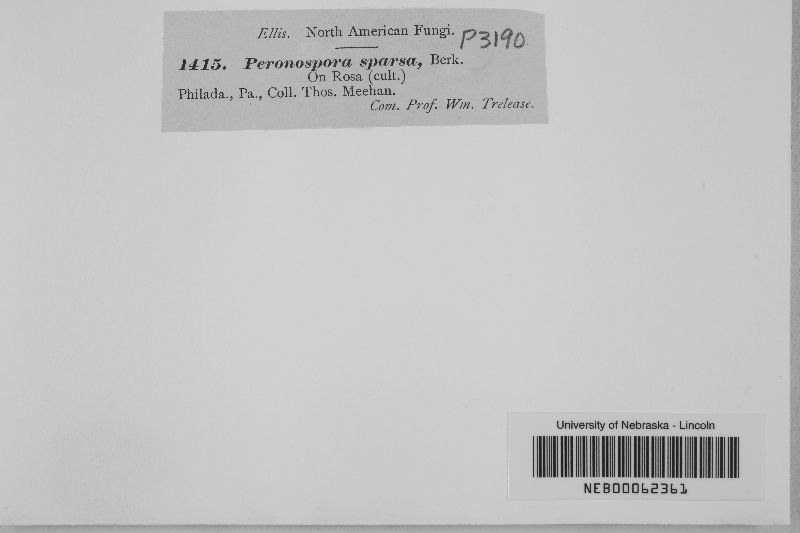 Ellis. North American Fungi. P3190
1415. Peronospora sparsa, Berk.
On Rosa (cult.)
Philada., Pa., Coll. Thos. Meehan.
Com. Prof. Wm. Trelease.
University of Nebraska - Lincoln
NEB00062361